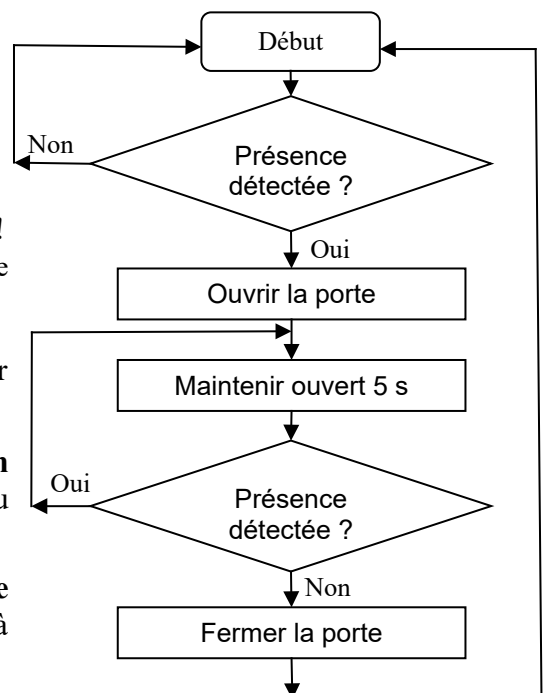 Début
Non
Présence
détectée ?
!
Oui
e
Ouvrir la porte
r
Maintenir ouvert 5 s
n
Oui
u
Présence
détectée ?
Non
e
Fermer la porte
à